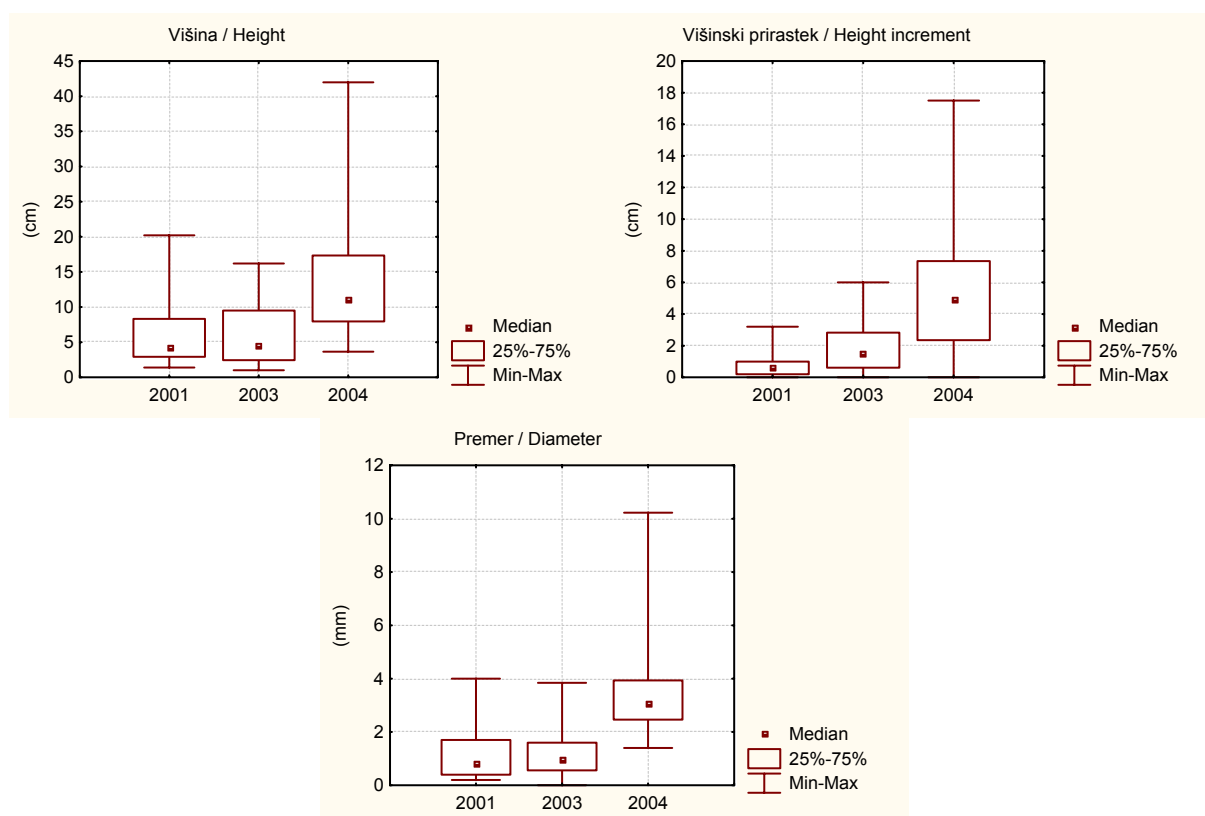 Višina / Height
45
40
35
30
25
20
15
10
5
0
(cm)
2001 2003 2004
Median
25%-75%
Min-Max
Višinski prirastek / Height increment
20
18
16
14
12
10
8
6
4
2
0
(cm)
2001 2003 2004
Median
25%-75%
Min-Max
Premer / Diameter
12
10
8
6
4
2
0
(mm)
2001 2003 2004
Median
25%-75%
Min-Max